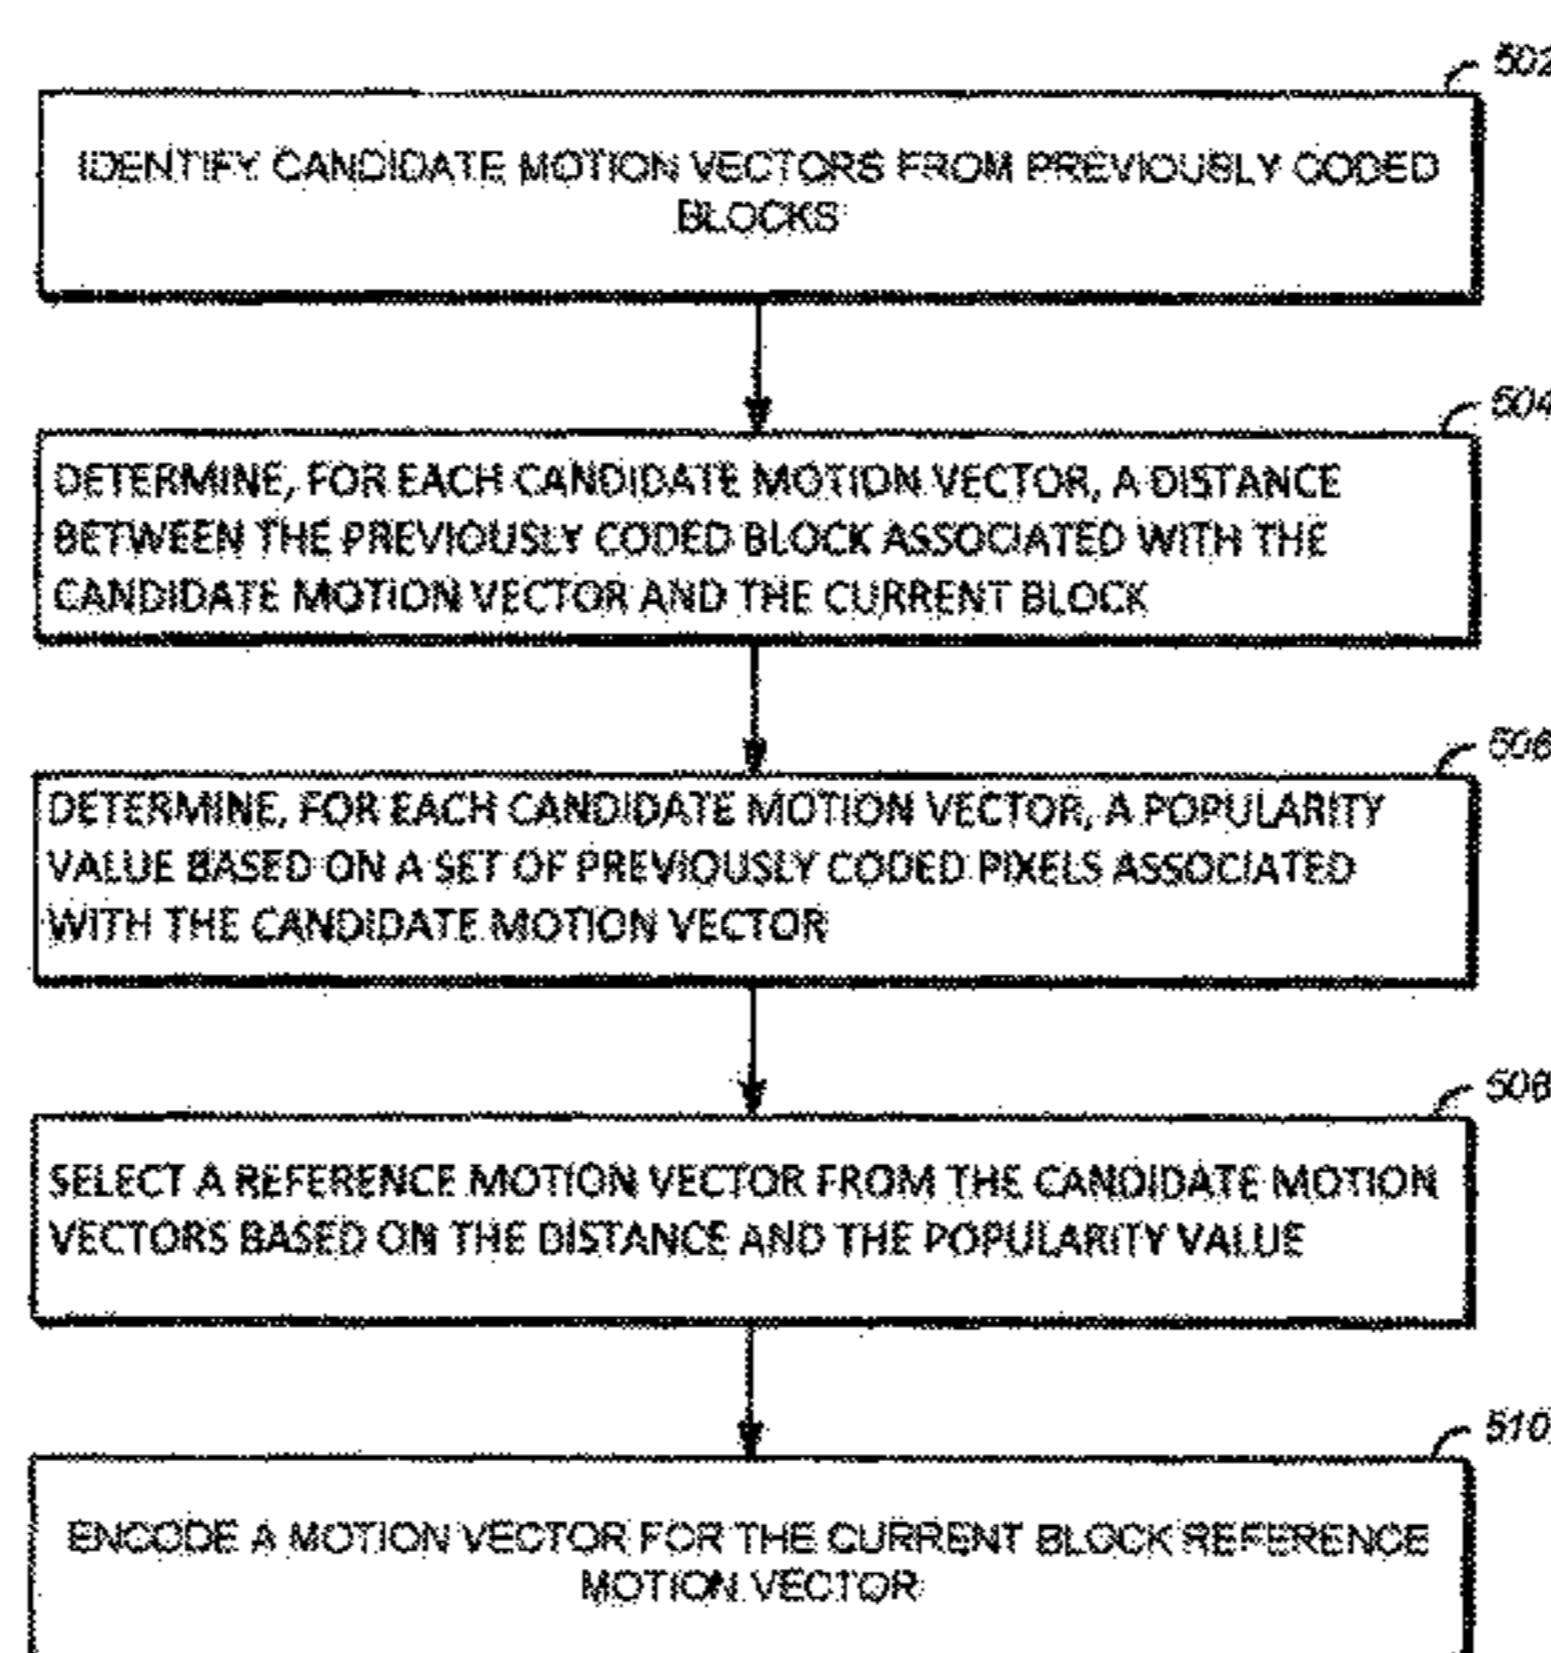 502
IDENTIFY CANDIDATE MOTION VECTORS FROM PREVIOUSLY CODED
BLOCKS
504
DETERMINE, FOR EACH CANDIDATE MOTION VECTOR, A DISTANCE
BETWEEN THE PREVIOUSLY CODED BLOCK ASSOCIATED WITH THE
CANDIDATE MOTION VECTOR AND THE CURRENT BLOCK
506
DETERMINE, FOR EACH CANDIDATE MOTION VECTOR, A POPULARITY
VALUE BASED ON A SET OF PREVIOUSLY CODED PIXELS ASSOCIATED
WITH THE CANDIDATE MOTION VECTOR
508
SELECT A REFERENCE MOTION VECTOR FROM THE CANDIDATE MOTION
VECTORS BASED ON THE DISTANCE AND THE POPULARITY VALUE
510
ENCODE A MOTION VECTOR FOR THE CURRENT BLOCK REFERENCE
MOTION VECTOR